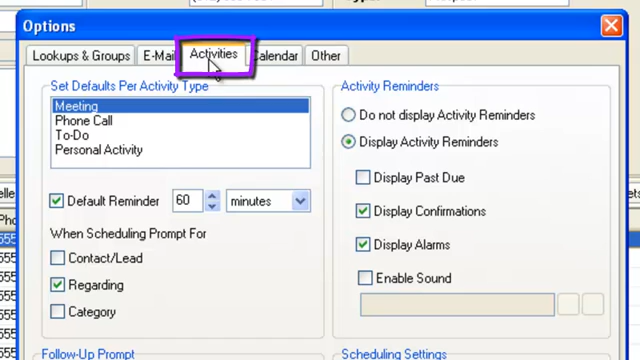 Options
Lookups & Groups
E-Mail
Activities
Calendar
Other
Set Defaults Per Activity Type
Meeting
Phone Call
To-Do
Personal Activity
Default Reminder 60 minutes
When Scheduling Prompt For
Contact/Lead
Regarding
Category
Follow-Up Prompt
Activity Reminders
Do not display Activity Reminders
Display Activity Reminders
Display Past Due
Display Confirmations
Display Alarms
Enable Sound
Scheduling Settings